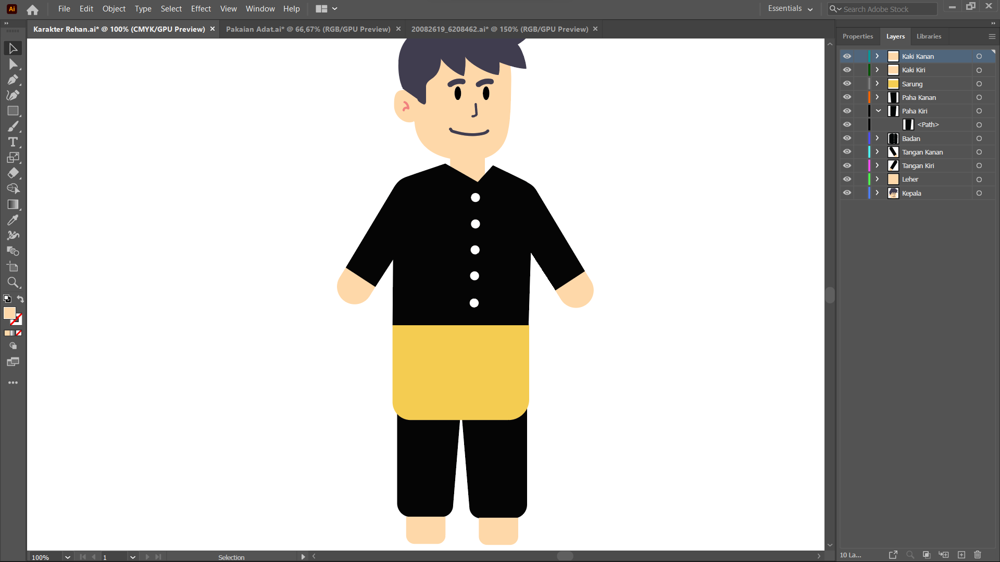 Ai File Edit Object Type Select Effect View Window Help Essentials Search Adobe Stock
Karakter Rehan.ai* @ 100% (CMYK/GPU Preview) × Pakaian Adat.ai* @ 66,67% (RGB/GPU Preview) × 20082619_6208462.ai* @ 150% (RGB/GPU Preview) ×
Properties Layers Libraries
Kaki Kanan
Kaki Kiri
Sarung
Paha Kanan
Paha Kiri
<Path>
Badan
Tangan Kanan
Tangan Kiri
Leher
Kepala
100% 1 Selection
10 La...